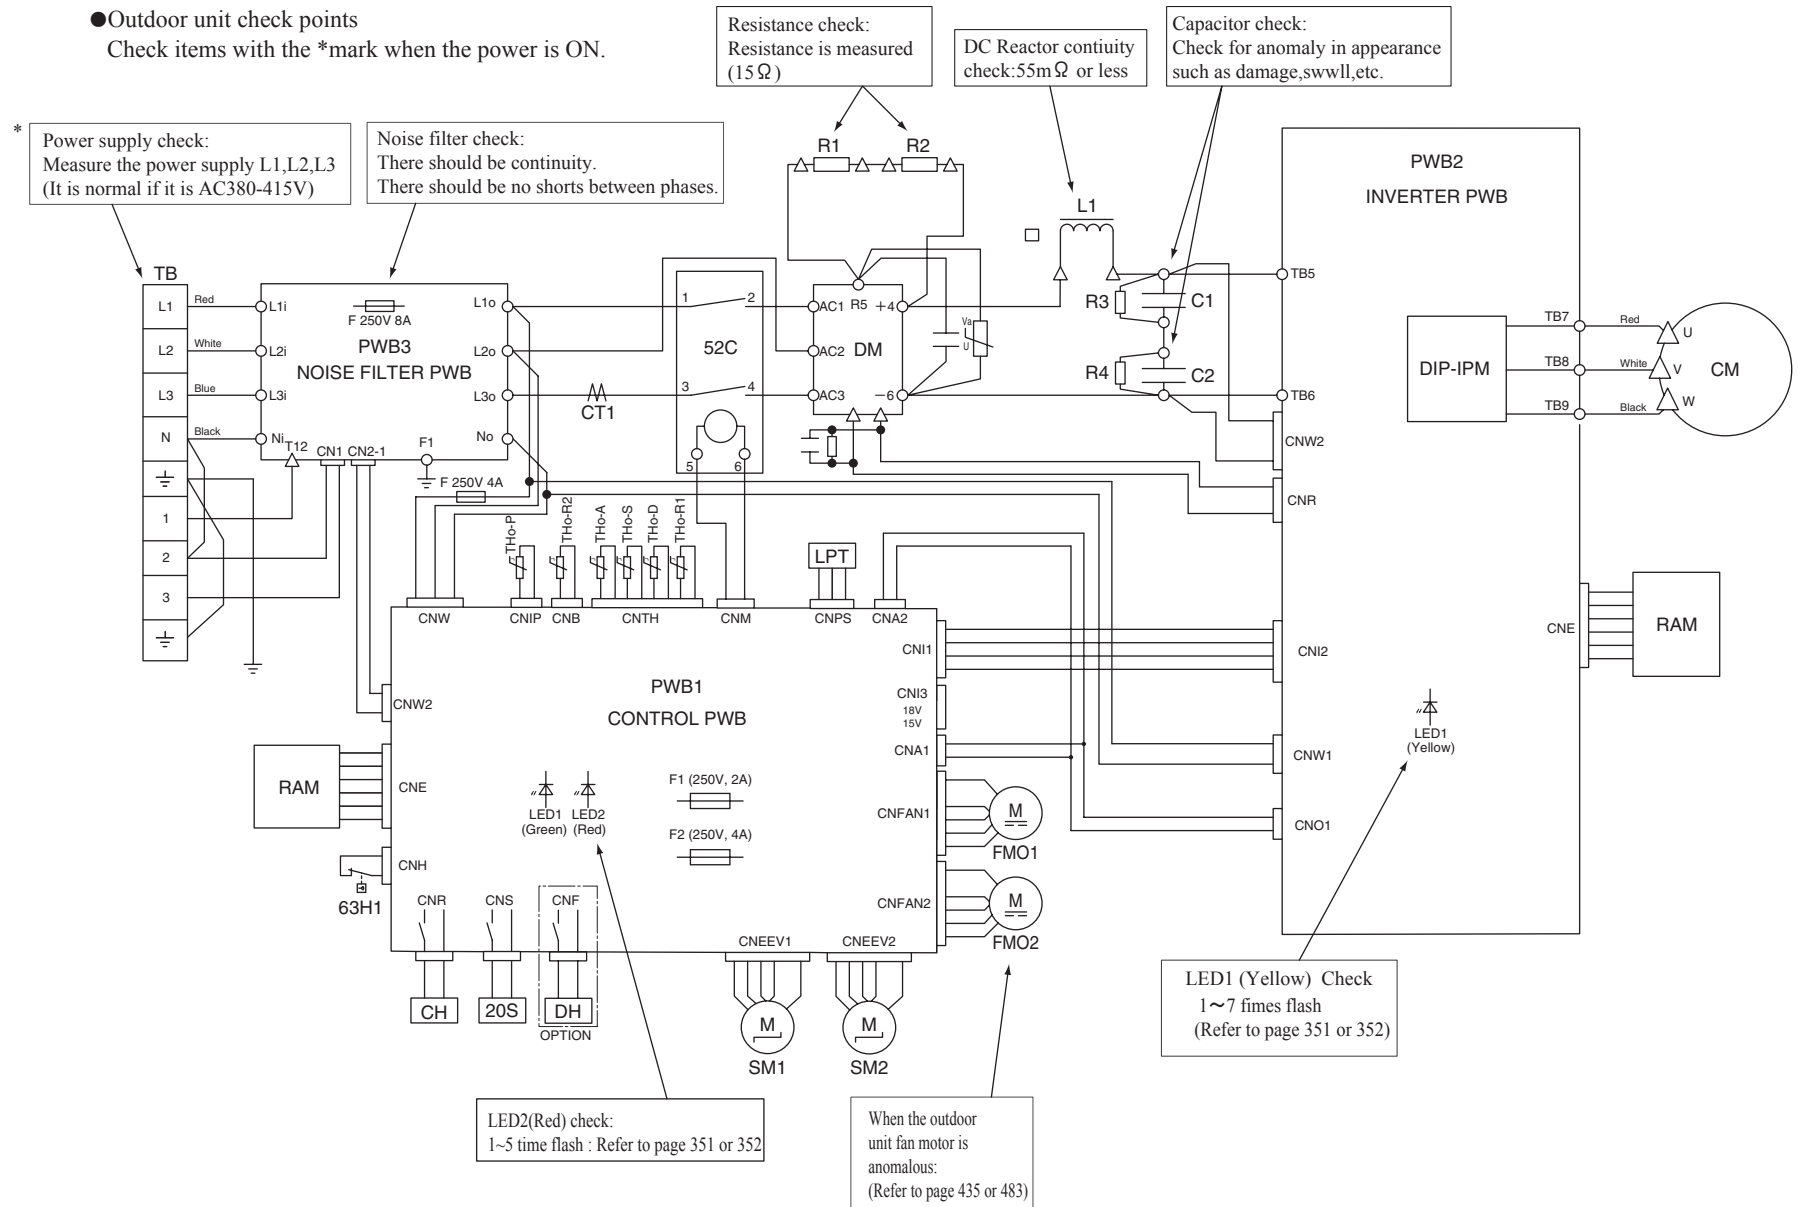 ●Outdoor unit check points
Check items with the *mark when the power is ON.
Resistance check:
Resistance is measured
(15Ω)
DC Reactor contiuity
check:55mΩ or less
Capacitor check:
Check for anomaly in appearance
such as damage,swwll,etc.
*
Power supply check:
Measure the power supply L1,L2,L3
(It is normal if it is AC380-415V)
Noise filter check:
There should be continuity.
There should be no shorts between phases.
R1
R2
L1
PWB2
INVERTER PWB
TB
L1
Red
L2
White
L3
Blue
N
Black
1
2
3
L1i
L2i
L3i
Ni
T12
CN1
CN2-1
F1
F 250V 8A
PWB3
NOISE FILTER PWB
L1o
L2o
L3o
No
F 250V 4A
CT1
1
2
52C
3
4
5
6
AC1
AC2
AC3
R5
+4
DM
−6
Va
U
R3
C1
R4
C2
TB5
TB6
CNW2
CNR
DIP-IPM
TB7
TB8
TB9
Red
White
Black
U
V
W
CM
THo-P
THo-R2
THo-A
THo-S
THo-D
THo-R1
LPT
CNW
CNIP
CNB
CNTH
CNM
CNPS
CNA2
CNI1
CNI2
CNE
RAM
PWB1
CONTROL PWB
CNI3
18V
15V
CNW2
CNA1
CNW1
LED1
(Yellow)
RAM
CNE
LED1
(Green)
LED2
(Red)
F1 (250V, 2A)
F2 (250V, 4A)
CNFAN1
M
FMO1
CNO1
CNH
63H1
CNR
CNS
CNF
CNFAN2
M
FMO2
CNEEV1
CNEEV2
CH
20S
DH
OPTION
M
SM1
M
SM2
LED1 (Yellow) Check
1～7 fimes flash
(Refer to page 351 or 352)
LED2(Red) check:
1~5 time flash : Refer to page 351 or 352
When the outdoor
unit fan motor is
anomalous:
(Refer to page 435 or 483)